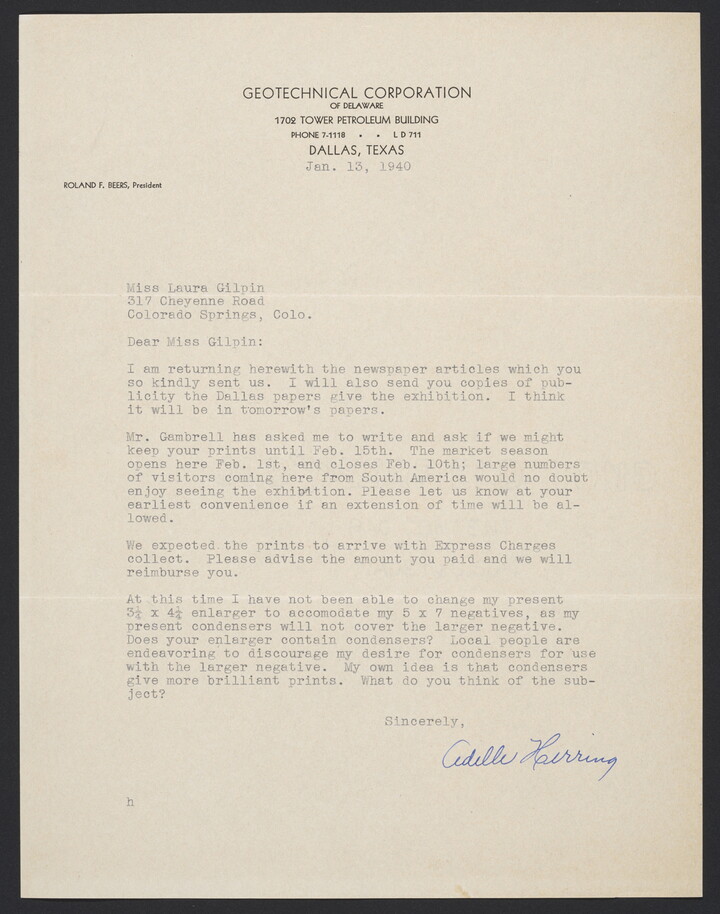 GEOTECHNICAL CORPORATION
OF DELAWARE
1702 TOWER PETROLEUM BUILDING
PHONE 7-1118 • • L D 711
DALLAS, TEXAS
Jan. 13, 1940
ROLAND F. BEERS, President
Miss Laura Gilpin
317 Cheyenne Road
Colorado Springs, Colo.
Dear Miss Gilpin:
I am returning herewith the newspaper articles which you
so kindly sent us.  I will also send you copies of pub-
licity the Dallas papers give the exhibition.  I think
it will be in tomorrow's papers.
Mr. Gambrell has asked me to write and ask if we might
keep your prints until Feb. 15th.  The market season
opens here Feb. 1st, and closes Feb. 10th; large numbers
of visitors coming here from South America would no doubt
enjoy seeing the exhibition. Please let us know at your
earliest convenience if an extension of time will be al-
lowed.
We expected the prints to arrive with Express Charges
collect.  Please advise the amount you paid and we will
reimburse you.
At this time I have not been able to change my present
3¼ x 4¼ enlarger to accomodate my 5 x 7 negatives, as my
present condensers will not cover the larger negative.
Does your enlarger contain condensers?  Local people are
endeavoring to discourage my desire for condensers for use
with the larger negative.  My own idea is that condensers
give more brilliant prints.  What do you think of the sub-
ject?
Sincerely,
Adelle Herring
h